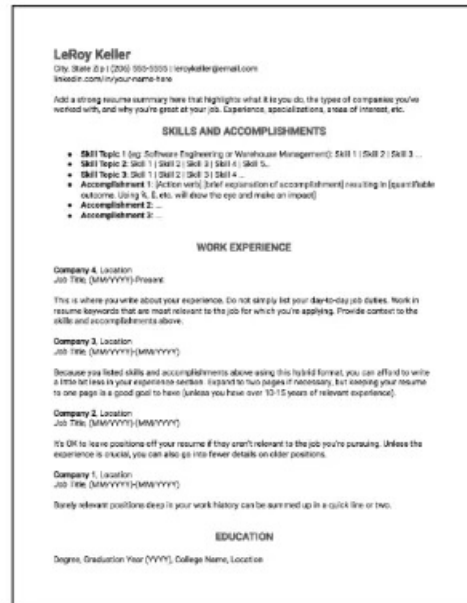 LeRoy Keller
City, State Zip | (206) 555-5555 | leroykeller@email.com
linkedin.com/in/your-name-here
Add a strong resume summary here that highlights what it is you do, the types of companies you've
worked with, and why you're great at your job. Experience, specializations, areas of interest, etc.
SKILLS AND ACCOMPLISHMENTS
● Skill Topic 1 (eg: Software Engineering or Warehouse Management): Skill 1 | Skill 2 | Skill 3 ...
● Skill Topic 2: Skill 1 | Skill 2 | Skill 3 | Skill 4 | Skill 5...
● Skill Topic 3: Skill 1 | Skill 2 | Skill 3 | Skill 4 ...
● Accomplishment 1: [Action verb] [brief explanation of accomplishment] resulting in [quantifiable
outcome. Using %, $, etc. will draw the eye and make an impact]
● Accomplishment 2: ...
● Accomplishment 3: ...
WORK EXPERIENCE
Company 4, Location
Job Title, (MM/YYYY)-Present
This is where you write about your experience. Do not simply list your day-to-day job duties. Work in
resume keywords that are most relevant to the job for which you're applying. Provide context to the
skills and accomplishments above.
Company 3, Location
Job Title, (MM/YYYY)-(MM/YYYY)
Because you listed skills and accomplishments above using this hybrid format, you can afford to write
a little bit less in your experience section. Expand to two pages if necessary, but keeping your resume
to one page is a good goal to have (unless you have over 10-15 years of relevant experience).
Company 2, Location
Job Title, (MM/YYYY)-(MM/YYYY)
It's OK to leave positions off your resume if they aren't relevant to the job you're pursuing. Unless the
experience is crucial, you can also go into fewer details on older positions.
Company 1, Location
Job Title, (MM/YYYY)-(MM/YYYY)
Barely relevant positions deep in your work history can be summed up in a quick line or two.
EDUCATION
Degree, Graduation Year (YYYY), College Name, Location